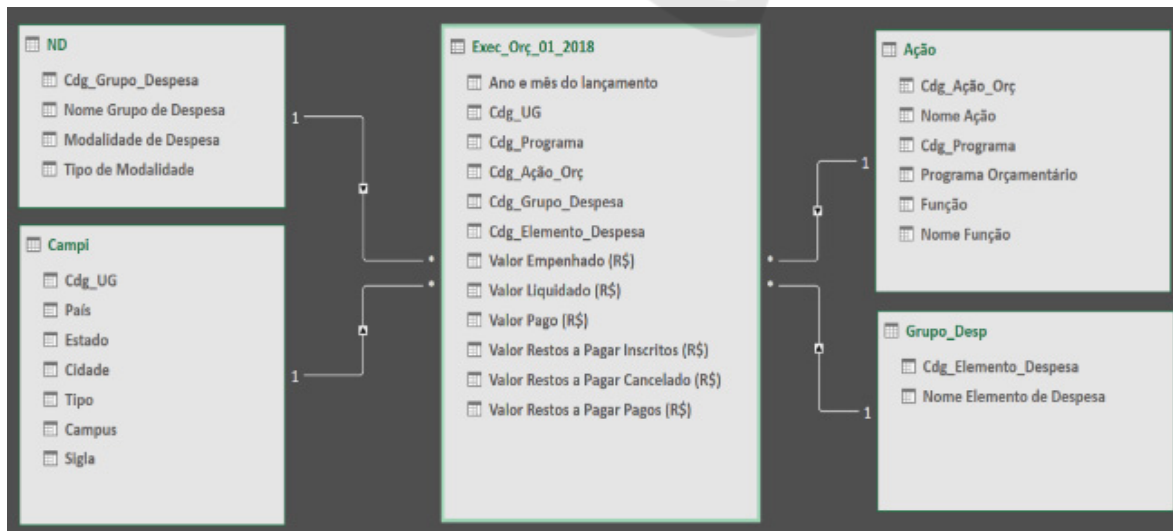 ND
Cdg_Grupo_Despesa
Nome Grupo de Despesa
Modalidade de Despesa
Tipo de Modalidade
1
Campi
Cdg_UG
País
Estado
Cidade
Tipo
Campus
Sigla
1
Exec_Orç_01_2018
Ano e mês do lançamento
Cdg_UG
Cdg_Programa
Cdg_Ação_Orç
Cdg_Grupo_Despesa
Cdg_Elemento_Despesa
Valor Empenhado (R$)
Valor Liquidado (R$)
Valor Pago (R$)
Valor Restos a Pagar Inscritos (R$)
Valor Restos a Pagar Cancelado (R$)
Valor Restos a Pagar Pagos (R$)
*
*
*
*
Ação
Cdg_Ação_Orç
Nome Ação
Cdg_Programa
Programa Orçamentário
Função
Nome Função
1
Grupo_Desp
Cdg_Elemento_Despesa
Nome Elemento de Despesa
1